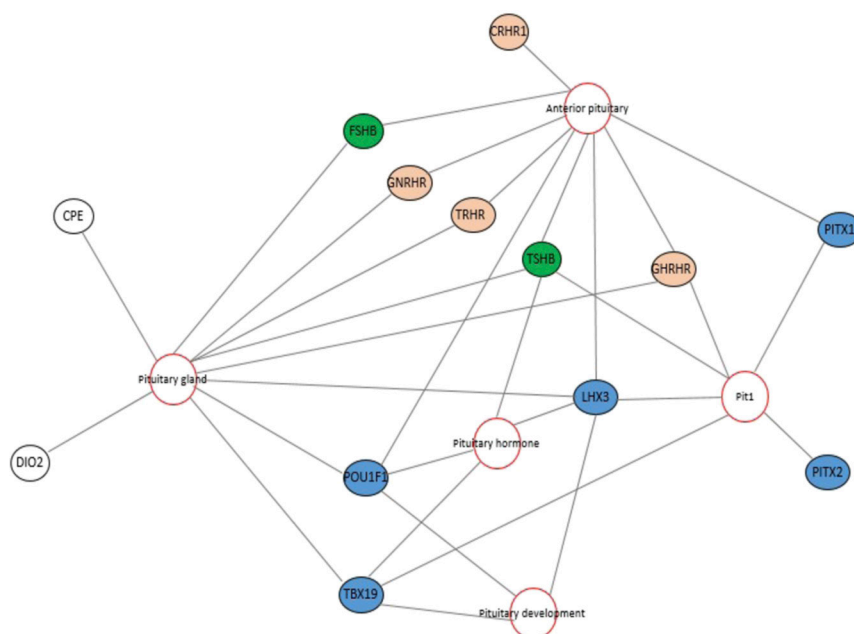 CRHR1
Anterior pituitary
FSHB
GNRHR
TRHR
CPE
PITX1
TSHB
GHRHR
Pituitary gland
LHX3
Pit1
Pituitary hormone
DIO2
POU1F1
PITX2
TBX19
Pituitary development